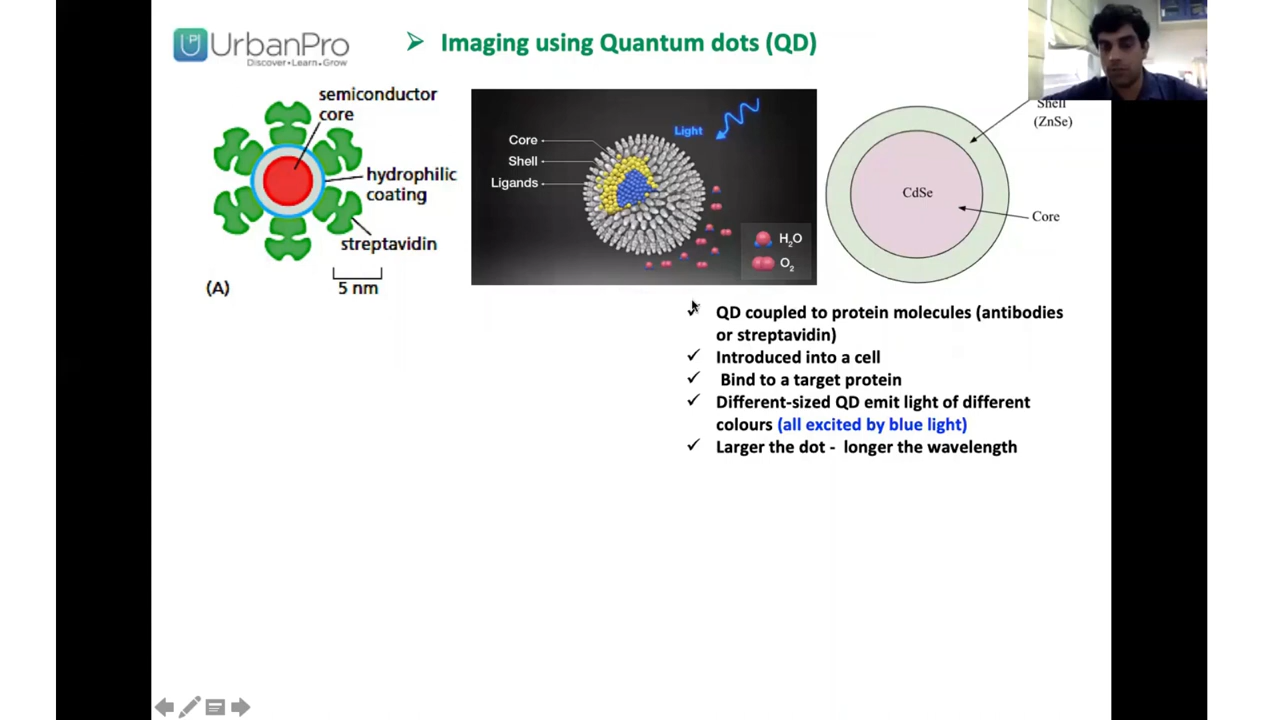 UrbanPro
Discover•Learn•Grow
➢ Imaging using Quantum dots (QD)
semiconductor
core
hydrophilic
coating
streptavidin
(A)
5 nm
Light
Core
Shell
Ligands
H₂O
O₂
Shell
(ZnSe)
CdSe
Core
✓ QD coupled to protein molecules (antibodies
or streptavidin)
✓ Introduced into a cell
✓ Bind to a target protein
✓ Different-sized QD emit light of different
colours (all excited by blue light)
✓ Larger the dot - longer the wavelength